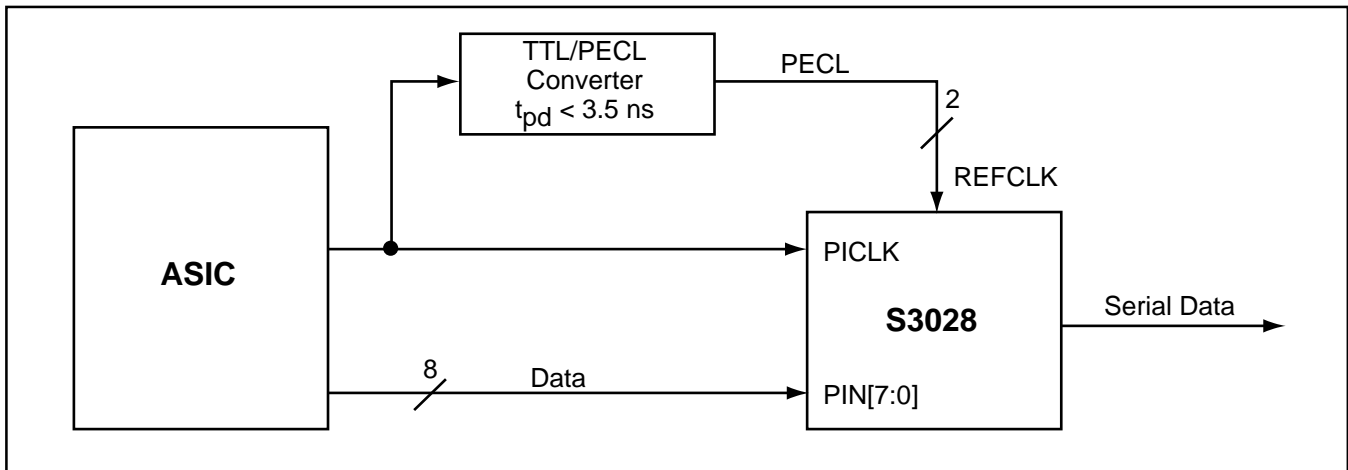 TTL/PECL
Converter
tpd < 3.5 ns
PECL
2
REFCLK
ASIC
PICLK
S3028
Serial Data
8
Data
PIN[7:0]